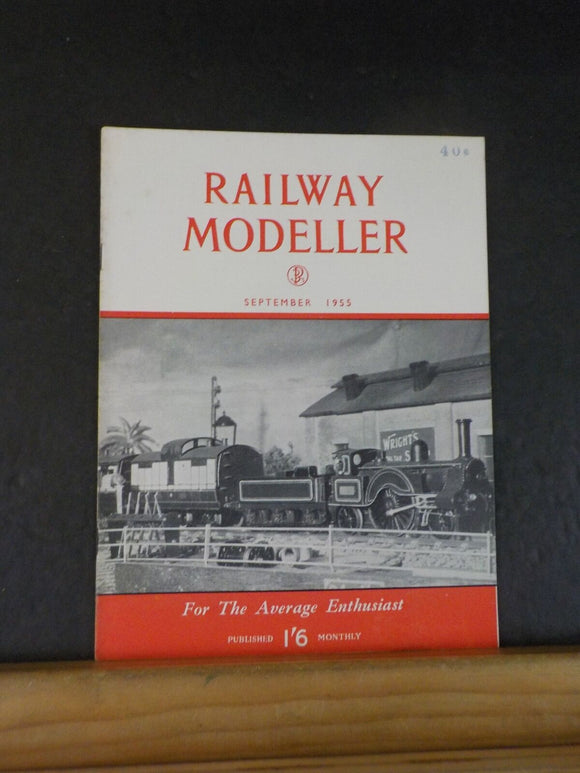 40¢
RAILWAY
MODELLER
SEPTEMBER 1955
WRIGHT'S
For The Average Enthusiast
PUBLISHED 1'6 MONTHLY